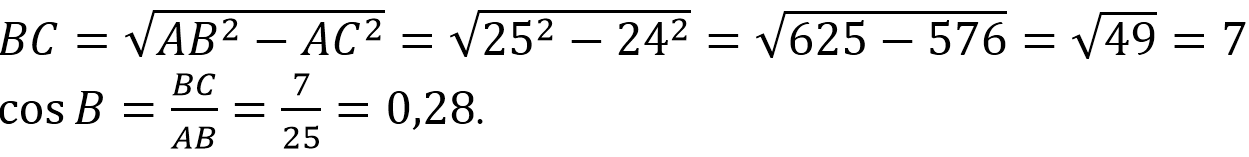 BC = √(AB² − AC²) = √(25² − 24²) = √(625 − 576) = √49 = 7
cos B = BC/AB = 7/25 = 0,28.